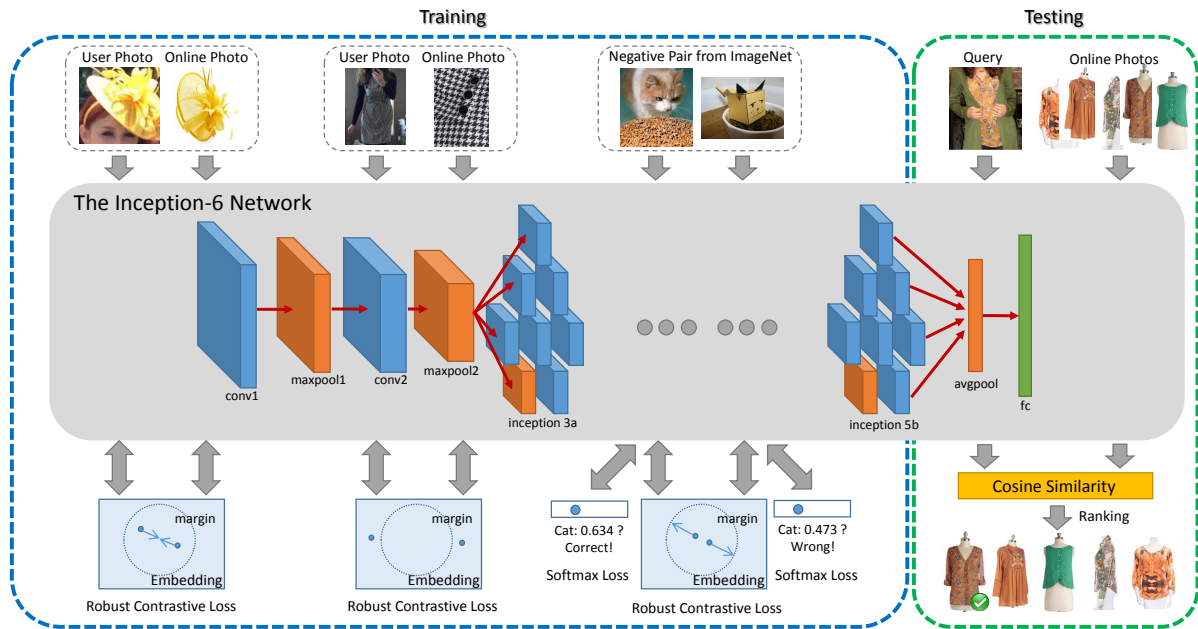 Training
Testing
User Photo
Online Photo
User Photo
Online Photo
Negative Pair from ImageNet
Query
Online Photos
The Inception-6 Network
conv1
maxpool1
conv2
maxpool2
inception 3a
inception 5b
avgpool
fc
margin
Embedding
Robust Contrastive Loss
margin
Embedding
Robust Contrastive Loss
Cat: 0.634 ?
Correct!
Softmax Loss
margin
Embedding
Robust Contrastive Loss
Cat: 0.473 ?
Wrong!
Softmax Loss
Cosine Similarity
Ranking